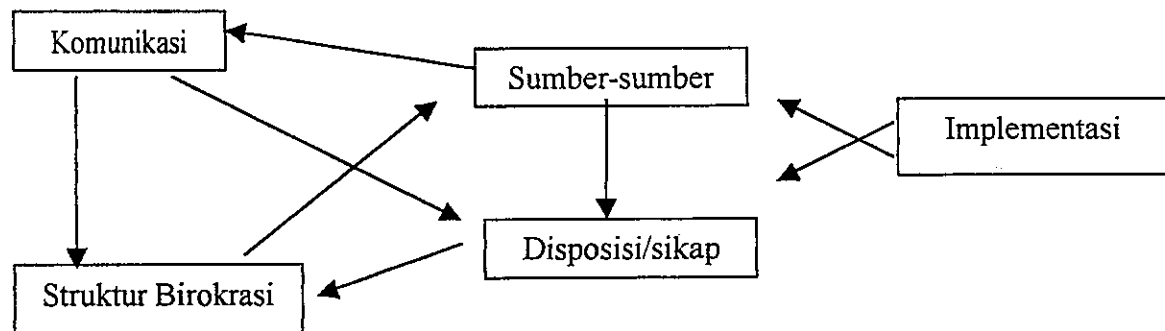 Komunikasi
Sumber-sumber
Implementasi
Disposisi/sikap
Struktur Birokrasi